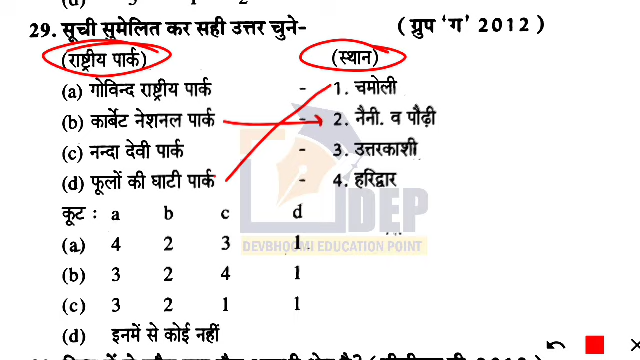 29. सूची सुमेलित कर सही उत्तर चुने- (ग्रुप 'ग' 2012)
(राष्ट्रीय पार्क) (स्थान)
(a) गोविन्द राष्ट्रीय पार्क - 1. चमोली
(b) कार्बेट नेशनल पार्क - 2. नैनी. व पौढ़ी
(c) नन्दा देवी पार्क - 3. उत्तरकाशी
(d) फूलों की घाटी पार्क - 4. हरिद्वार
कूट : a b c d
(a) 4 2 3 1
(b) 3 2 4 1
(c) 3 2 1 1
(d) इनमें से कोई नहीं
DEP
DEVBHOOMI EDUCATION POINT